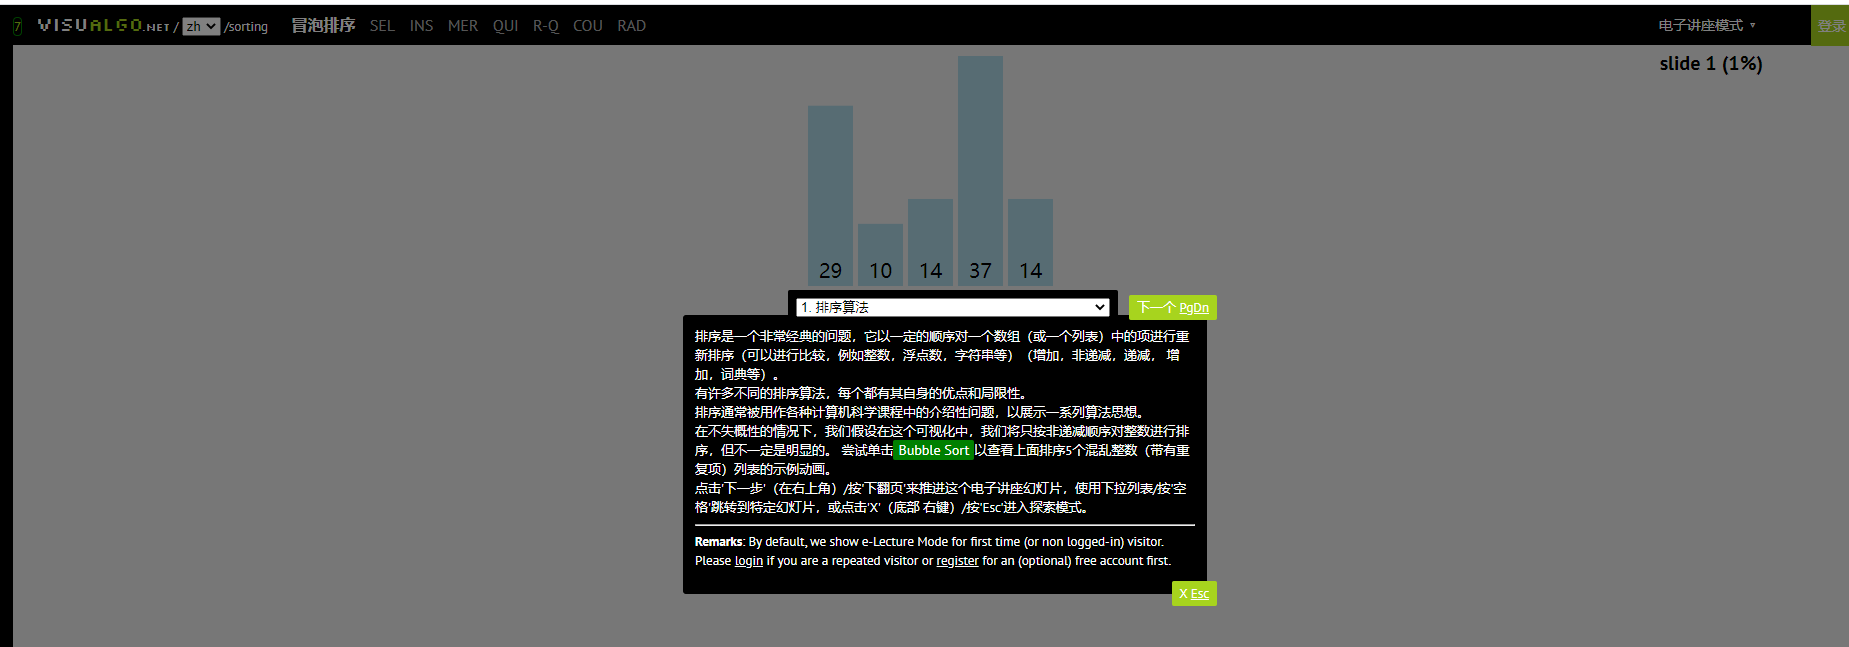 7 VISUALGO.NET / zh /sorting 冒泡排序 SEL INS MER QUI R-Q COU RAD 电子讲座模式 ▼ 登录
slide 1 (1%)
29 10 14 37 14
1. 排序算法 下一个 PgDn
排序是一个非常经典的问题，它以一定的顺序对一个数组（或一个列表）中的项进行重
新排序（可以进行比较，例如整数，浮点数，字符串等）（增加，非递减，递减， 增
加，词典等）。
有许多不同的排序算法，每个都有其自身的优点和局限性。
排序通常被用作各种计算机科学课程中的介绍性问题，以展示一系列算法思想。
在不失概性的情况下，我们假设在这个可视化中，我们将只按非递减顺序对整数进行排
序，但不一定是明显的。 尝试单击 Bubble Sort 以查看上面排序5个混乱整数（带有重
复项）列表的示例动画。
点击'下一步'（在右上角）/按'下翻页'来推进这个电子讲座幻灯片，使用下拉列表/按'空
格'跳转到特定幻灯片，或点击'X'（底部 右键）/按'Esc'进入探索模式。
Remarks: By default, we show e-Lecture Mode for first time (or non logged-in) visitor.
Please login if you are a repeated visitor or register for an (optional) free account first.
X Esc